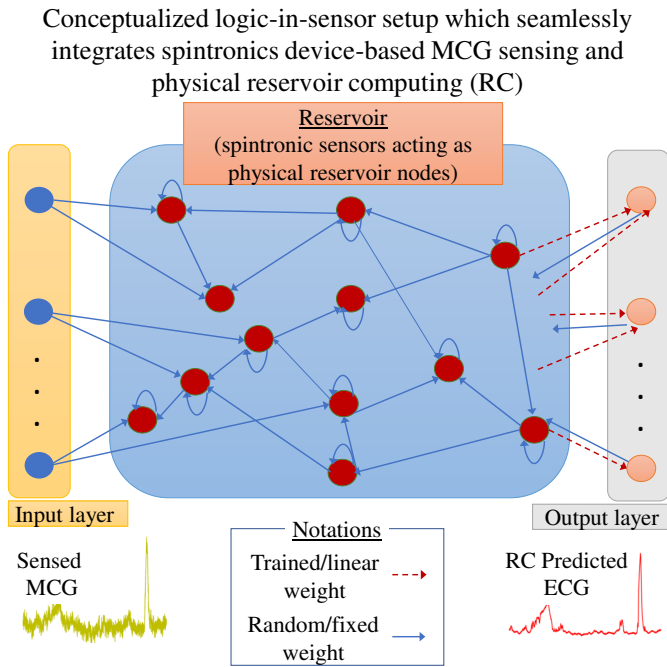 Conceptualized logic-in-sensor setup which seamlessly
integrates spintronics device-based MCG sensing and
physical reservoir computing (RC)
Reservoir
(spintronic sensors acting as
physical reservoir nodes)
Input layer
Output layer
Notations
Trained/linear
weight
Random/fixed
weight
Sensed
MCG
RC Predicted
ECG